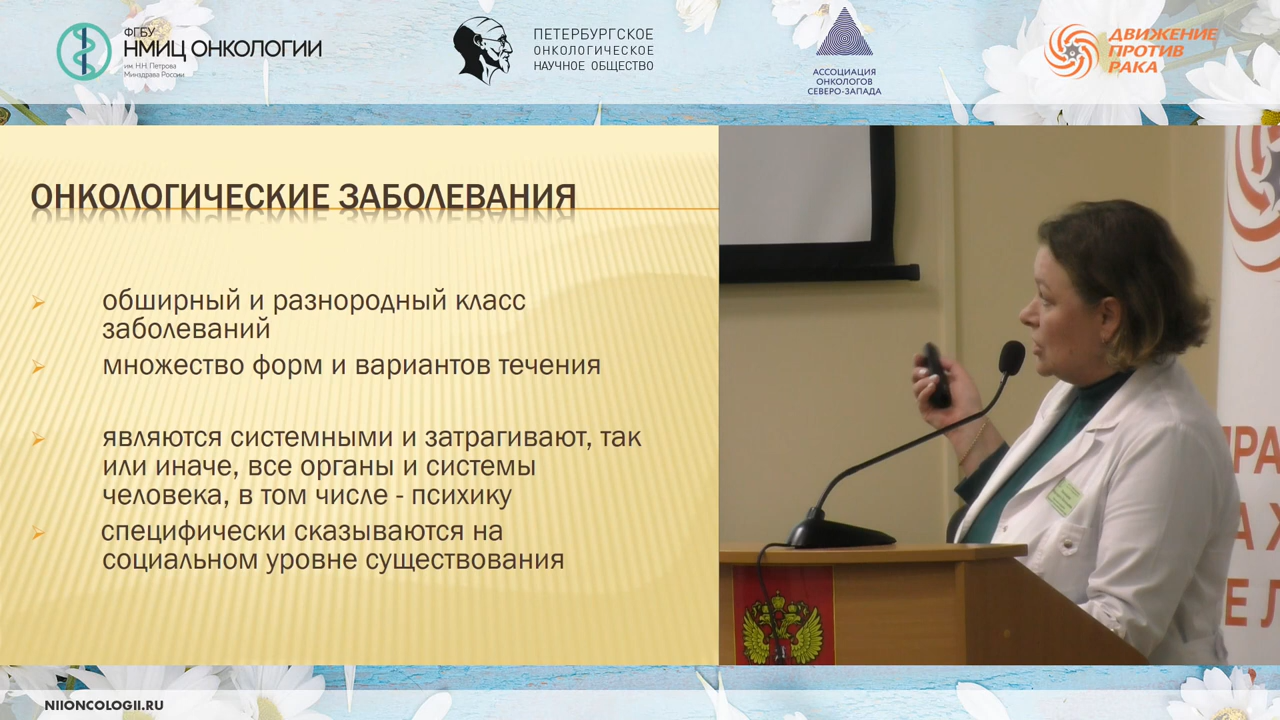 ФГБУ
НМИЦ ОНКОЛОГИИ
им. Н.Н. Петрова
Минздрава России
ПЕТЕРБУРГСКОЕ
ОНКОЛОГИЧЕСКОЕ
НАУЧНОЕ ОБЩЕСТВО
АССОЦИАЦИЯ
ОНКОЛОГОВ
СЕВЕРО-ЗАПАДА
ДВИЖЕНИЕ
ПРОТИВ
РАКА
ОНКОЛОГИЧЕСКИЕ ЗАБОЛЕВАНИЯ
обширный и разнородный класс
заболеваний
множество форм и вариантов течения
являются системными и затрагивают, так
или иначе, все органы и системы
человека, в том числе - психику
специфически сказываются на
социальном уровне существования
NIIONCOLOGII.RU